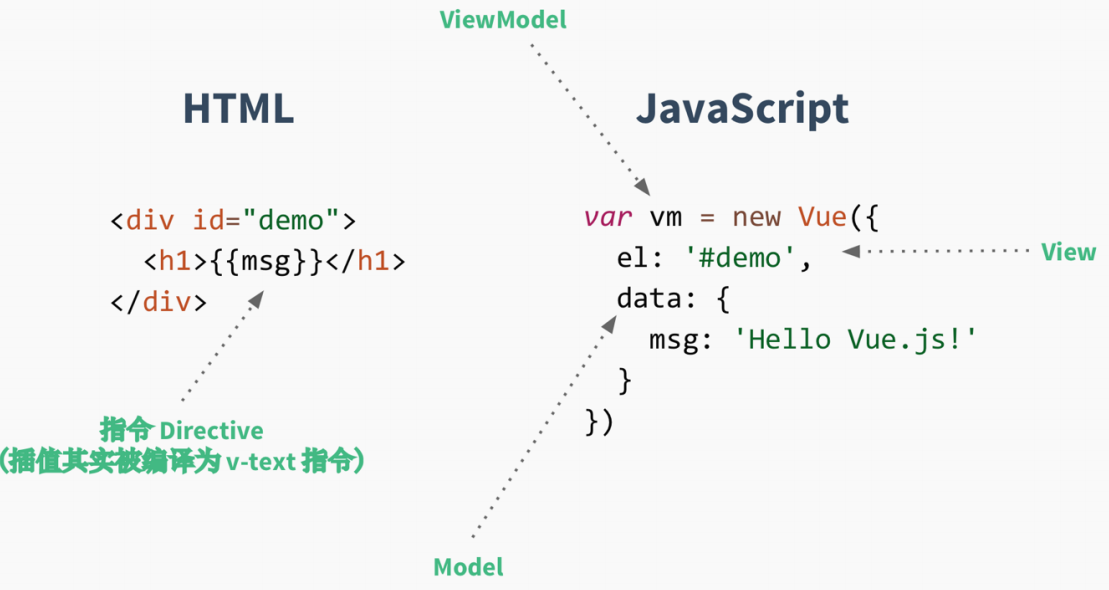 ViewModel
HTML
JavaScript
<div id="demo">
  <h1>{{msg}}</h1>
</div>
var vm = new Vue({
  el: '#demo',
  data: {
    msg: 'Hello Vue.js!'
  }
})
View
指令 Directive
(插值其实被编译为 v-text 指令)
Model